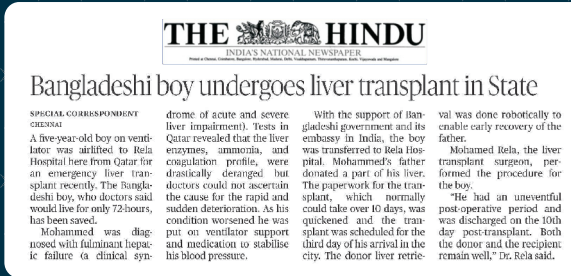 THE HINDU
INDIA'S NATIONAL NEWSPAPER
Bangladeshi boy undergoes liver transplant in State
SPECIAL CORRESPONDENT
CHENNAI
A five-year-old boy on venti-
lator was airlifted to Rela
Hospital here from Qatar for
an emergency liver tran-
splant recently. The Bangla-
deshi boy, who doctors said
would live for only 72-hours,
has been saved.
Mohammed was diag-
nosed with fulminant hepat-
ic failure (a clinical syn-
drome of acute and severe
liver impairment). Tests in
Qatar revealed that the liver
enzymes, ammonia, and
coagulation profile, were
drastically deranged but
doctors could not ascertain
the cause for the rapid and
sudden deterioration. As his
condition worsened he was
put on ventilator support
and medication to stabilise
his blood pressure.
With the support of Ban-
gladeshi government and its
embassy in India, the boy
was transferred to Rela Hos-
pital. Mohammed's father
donated a part of his liver.
The paperwork for the tran-
splant, which normally
could take over 10 days, was
quickened and the tran-
splant was scheduled for the
third day of his arrival in the
city. The donor liver retrie-
val was done robotically to
enable early recovery of the
father.
Mohamed Rela, the liver
transplant surgeon, per-
formed the procedure for
the boy.
"He had an uneventful
post-operative period and
was discharged on the 10th
day post-transplant. Both
the donor and the recipient
remain well," Dr. Rela said.